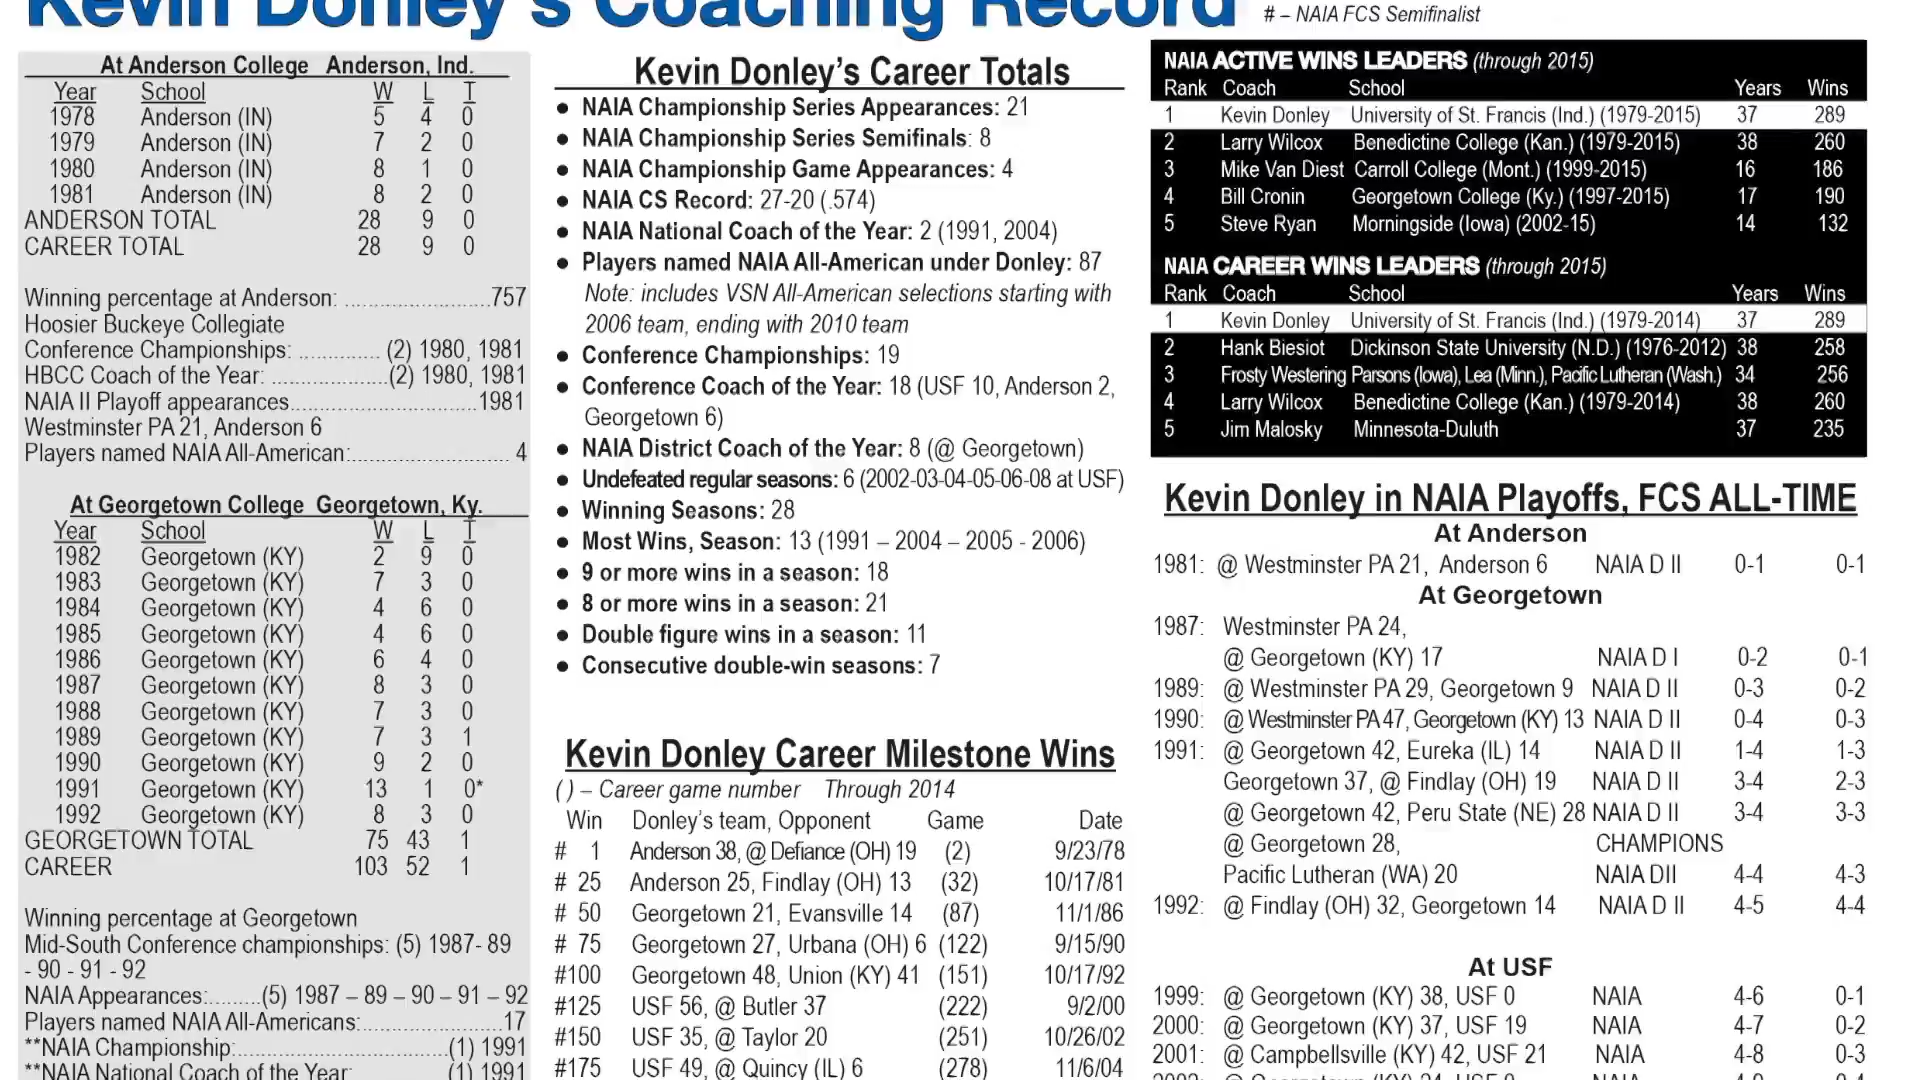 Kevin Donley's Coaching Record
# – NAIA FCS Semifinalist
At Anderson College Anderson, Ind.
Year School W L T
1978 Anderson (IN) 5 4 0
1979 Anderson (IN) 7 2 0
1980 Anderson (IN) 8 1 0
1981 Anderson (IN) 8 2 0
ANDERSON TOTAL 28 9 0
CAREER TOTAL 28 9 0
Winning percentage at Anderson: ......................757
Hoosier Buckeye Collegiate
Conference Championships: ............ (2) 1980, 1981
HBCC Coach of the Year: .................(2) 1980, 1981
NAIA II Playoff appearances............................1981
Westminster PA 21, Anderson 6
Players named NAIA All-American:........................ 4
At Georgetown College Georgetown, Ky.
Year School W L T
1982 Georgetown (KY) 2 9 0
1983 Georgetown (KY) 7 3 0
1984 Georgetown (KY) 4 6 0
1985 Georgetown (KY) 4 6 0
1986 Georgetown (KY) 6 4 0
1987 Georgetown (KY) 8 3 0
1988 Georgetown (KY) 7 3 0
1989 Georgetown (KY) 7 3 1
1990 Georgetown (KY) 9 2 0
1991 Georgetown (KY) 13 1 0*
1992 Georgetown (KY) 8 3 0
GEORGETOWN TOTAL 75 43 1
CAREER 103 52 1
Winning percentage at Georgetown
Mid-South Conference championships: (5) 1987- 89
- 90 - 91 - 92
NAIA Appearances:........(5) 1987 – 89 – 90 – 91 – 92
Players named NAIA All-Americans:.....................17
**NAIA Championship:................................(1) 1991
**NAIA National Coach of the Year: (1) 1991
Kevin Donley's Career Totals
● NAIA Championship Series Appearances: 21
● NAIA Championship Series Semifinals: 8
● NAIA Championship Game Appearances: 4
● NAIA CS Record: 27-20 (.574)
● NAIA National Coach of the Year: 2 (1991, 2004)
● Players named NAIA All-American under Donley: 87
Note: includes VSN All-American selections starting with
2006 team, ending with 2010 team
● Conference Championships: 19
● Conference Coach of the Year: 18 (USF 10, Anderson 2,
Georgetown 6)
● NAIA District Coach of the Year: 8 (@ Georgetown)
● Undefeated regular seasons: 6 (2002-03-04-05-06-08 at USF)
● Winning Seasons: 28
● Most Wins, Season: 13 (1991 – 2004 – 2005 - 2006)
● 9 or more wins in a season: 18
● 8 or more wins in a season: 21
● Double figure wins in a season: 11
● Consecutive double-win seasons: 7
Kevin Donley Career Milestone Wins
( ) – Career game number Through 2014
Win Donley's team, Opponent Game Date
# 1 Anderson 38, @ Defiance (OH) 19 (2) 9/23/78
# 25 Anderson 25, Findlay (OH) 13 (32) 10/17/81
# 50 Georgetown 21, Evansville 14 (87) 11/1/86
# 75 Georgetown 27, Urbana (OH) 6 (122) 9/15/90
#100 Georgetown 48, Union (KY) 41 (151) 10/17/92
#125 USF 56, @ Butler 37 (222) 9/2/00
#150 USF 35, @ Taylor 20 (251) 10/26/02
#175 USF 49, @ Quincy (IL) 6 (278) 11/6/04
NAIA ACTIVE WINS LEADERS (through 2015)
Rank Coach School Years Wins
1 Kevin Donley University of St. Francis (Ind.) (1979-2015) 37 289
2 Larry Wilcox Benedictine College (Kan.) (1979-2015) 38 260
3 Mike Van Diest Carroll College (Mont.) (1999-2015) 16 186
4 Bill Cronin Georgetown College (Ky.) (1997-2015) 17 190
5 Steve Ryan Morningside (Iowa) (2002-15) 14 132
NAIA CAREER WINS LEADERS (through 2015)
Rank Coach School Years Wins
1 Kevin Donley University of St. Francis (Ind.) (1979-2014) 37 289
2 Hank Biesiot Dickinson State University (N.D.) (1976-2012) 38 258
3 Frosty Westering Parsons (Iowa), Lea (Minn.), Pacific Lutheran (Wash.) 34 256
4 Larry Wilcox Benedictine College (Kan.) (1979-2014) 38 260
5 Jim Malosky Minnesota-Duluth 37 235
Kevin Donley in NAIA Playoffs, FCS ALL-TIME
At Anderson
1981: @ Westminster PA 21, Anderson 6 NAIA D II 0-1 0-1
At Georgetown
1987: Westminster PA 24,
@ Georgetown (KY) 17 NAIA D I 0-2 0-1
1989: @ Westminster PA 29, Georgetown 9 NAIA D II 0-3 0-2
1990: @ Westminster PA 47, Georgetown (KY) 13 NAIA D II 0-4 0-3
1991: @ Georgetown 42, Eureka (IL) 14 NAIA D II 1-4 1-3
Georgetown 37, @ Findlay (OH) 19 NAIA D II 3-4 2-3
@ Georgetown 42, Peru State (NE) 28 NAIA D II 3-4 3-3
@ Georgetown 28, CHAMPIONS
Pacific Lutheran (WA) 20 NAIA DII 4-4 4-3
1992: @ Findlay (OH) 32, Georgetown 14 NAIA D II 4-5 4-4
At USF
1999: @ Georgetown (KY) 38, USF 0 NAIA 4-6 0-1
2000: @ Georgetown (KY) 37, USF 19 NAIA 4-7 0-2
2001: @ Campbellsville (KY) 42, USF 21 NAIA 4-8 0-3